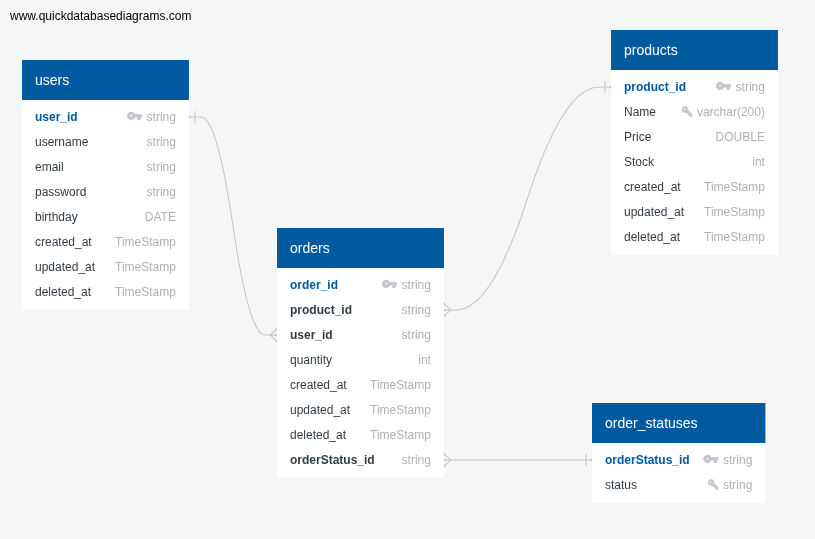 www.quickdatabasediagrams.com
users
user_id string
username string
email string
password string
birthday DATE
created_at TimeStamp
updated_at TimeStamp
deleted_at TimeStamp
orders
order_id string
product_id string
user_id string
quantity int
created_at TimeStamp
updated_at TimeStamp
deleted_at TimeStamp
orderStatus_id string
products
product_id string
Name varchar(200)
Price DOUBLE
Stock int
created_at TimeStamp
updated_at TimeStamp
deleted_at TimeStamp
order_statuses
orderStatus_id string
status string